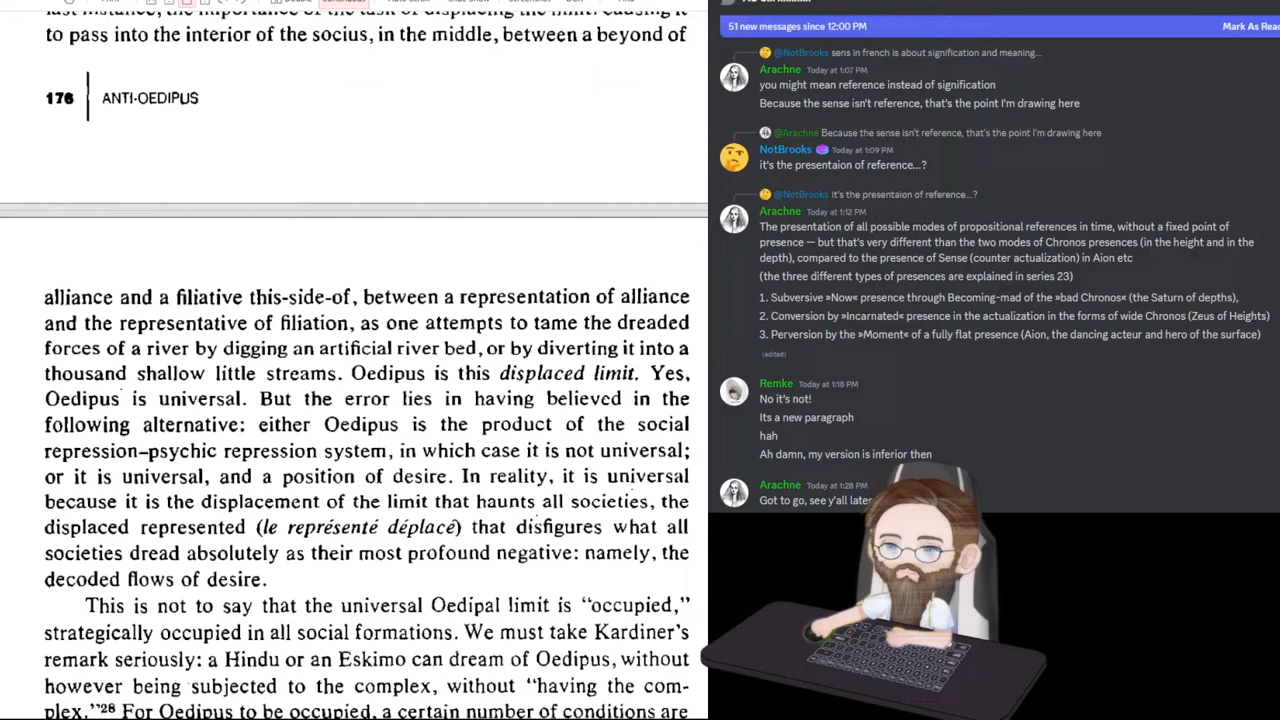 last instance, the importance of the task of displacing the limit: causing it
to pass into the interior of the socius, in the middle, between a beyond of
176 ANTI-OEDIPUS
alliance and a filiative this-side-of, between a representation of alliance
and the representative of filiation, as one attempts to tame the dreaded
forces of a river by digging an artificial river bed, or by diverting it into a
thousand shallow little streams. Oedipus is this displaced limit. Yes,
Oedipus is universal. But the error lies in having believed in the
following alternative: either Oedipus is the product of the social
repression–psychic repression system, in which case it is not universal;
or it is universal, and a position of desire. In reality, it is universal
because it is the displacement of the limit that haunts all societies, the
displaced represented (le représenté déplacé) that disfigures what all
societies dread absolutely as their most profound negative: namely, the
decoded flows of desire.
This is not to say that the universal Oedipal limit is “occupied,”
strategically occupied in all social formations. We must take Kardiner's
remark seriously: a Hindu or an Eskimo can dream of Oedipus, without
however being subjected to the complex, without “having the com-
plex.”28 For Oedipus to be occupied, a certain number of conditions are
51 new messages since 12:00 PM Mark As Read
@NotBrooks sens in french is about signification and meaning...
Arachne Today at 1:07 PM
you might mean reference instead of signification
Because the sense isn't reference, that's the point I'm drawing here
@Arachne Because the sense isn't reference, that's the point I'm drawing here
NotBrooks Today at 1:09 PM
it's the presentaion of reference...?
@NotBrooks it's the presentaion of reference...?
Arachne Today at 1:12 PM
The presentation of all possible modes of propositional references in time, without a fixed point of
presence — but that's very different than the two modes of Chronos presences (in the height and in the
depth), compared to the presence of Sense (counter actualization) in Aion etc
(the three different types of presences are explained in series 23)
1. Subversive »Now« presence through Becoming-mad of the »bad Chronos« (the Saturn of depths),
2. Conversion by »Incarnated« presence in the actualization in the forms of wide Chronos (Zeus of Heights)
3. Perversion by the »Moment« of a fully flat presence (Aion, the dancing acteur and hero of the surface)
(edited)
Remke Today at 1:18 PM
No it's not!
Its a new paragraph
hah
Ah damn, my version is inferior then
Arachne Today at 1:28 PM
Got to go, see y'all later